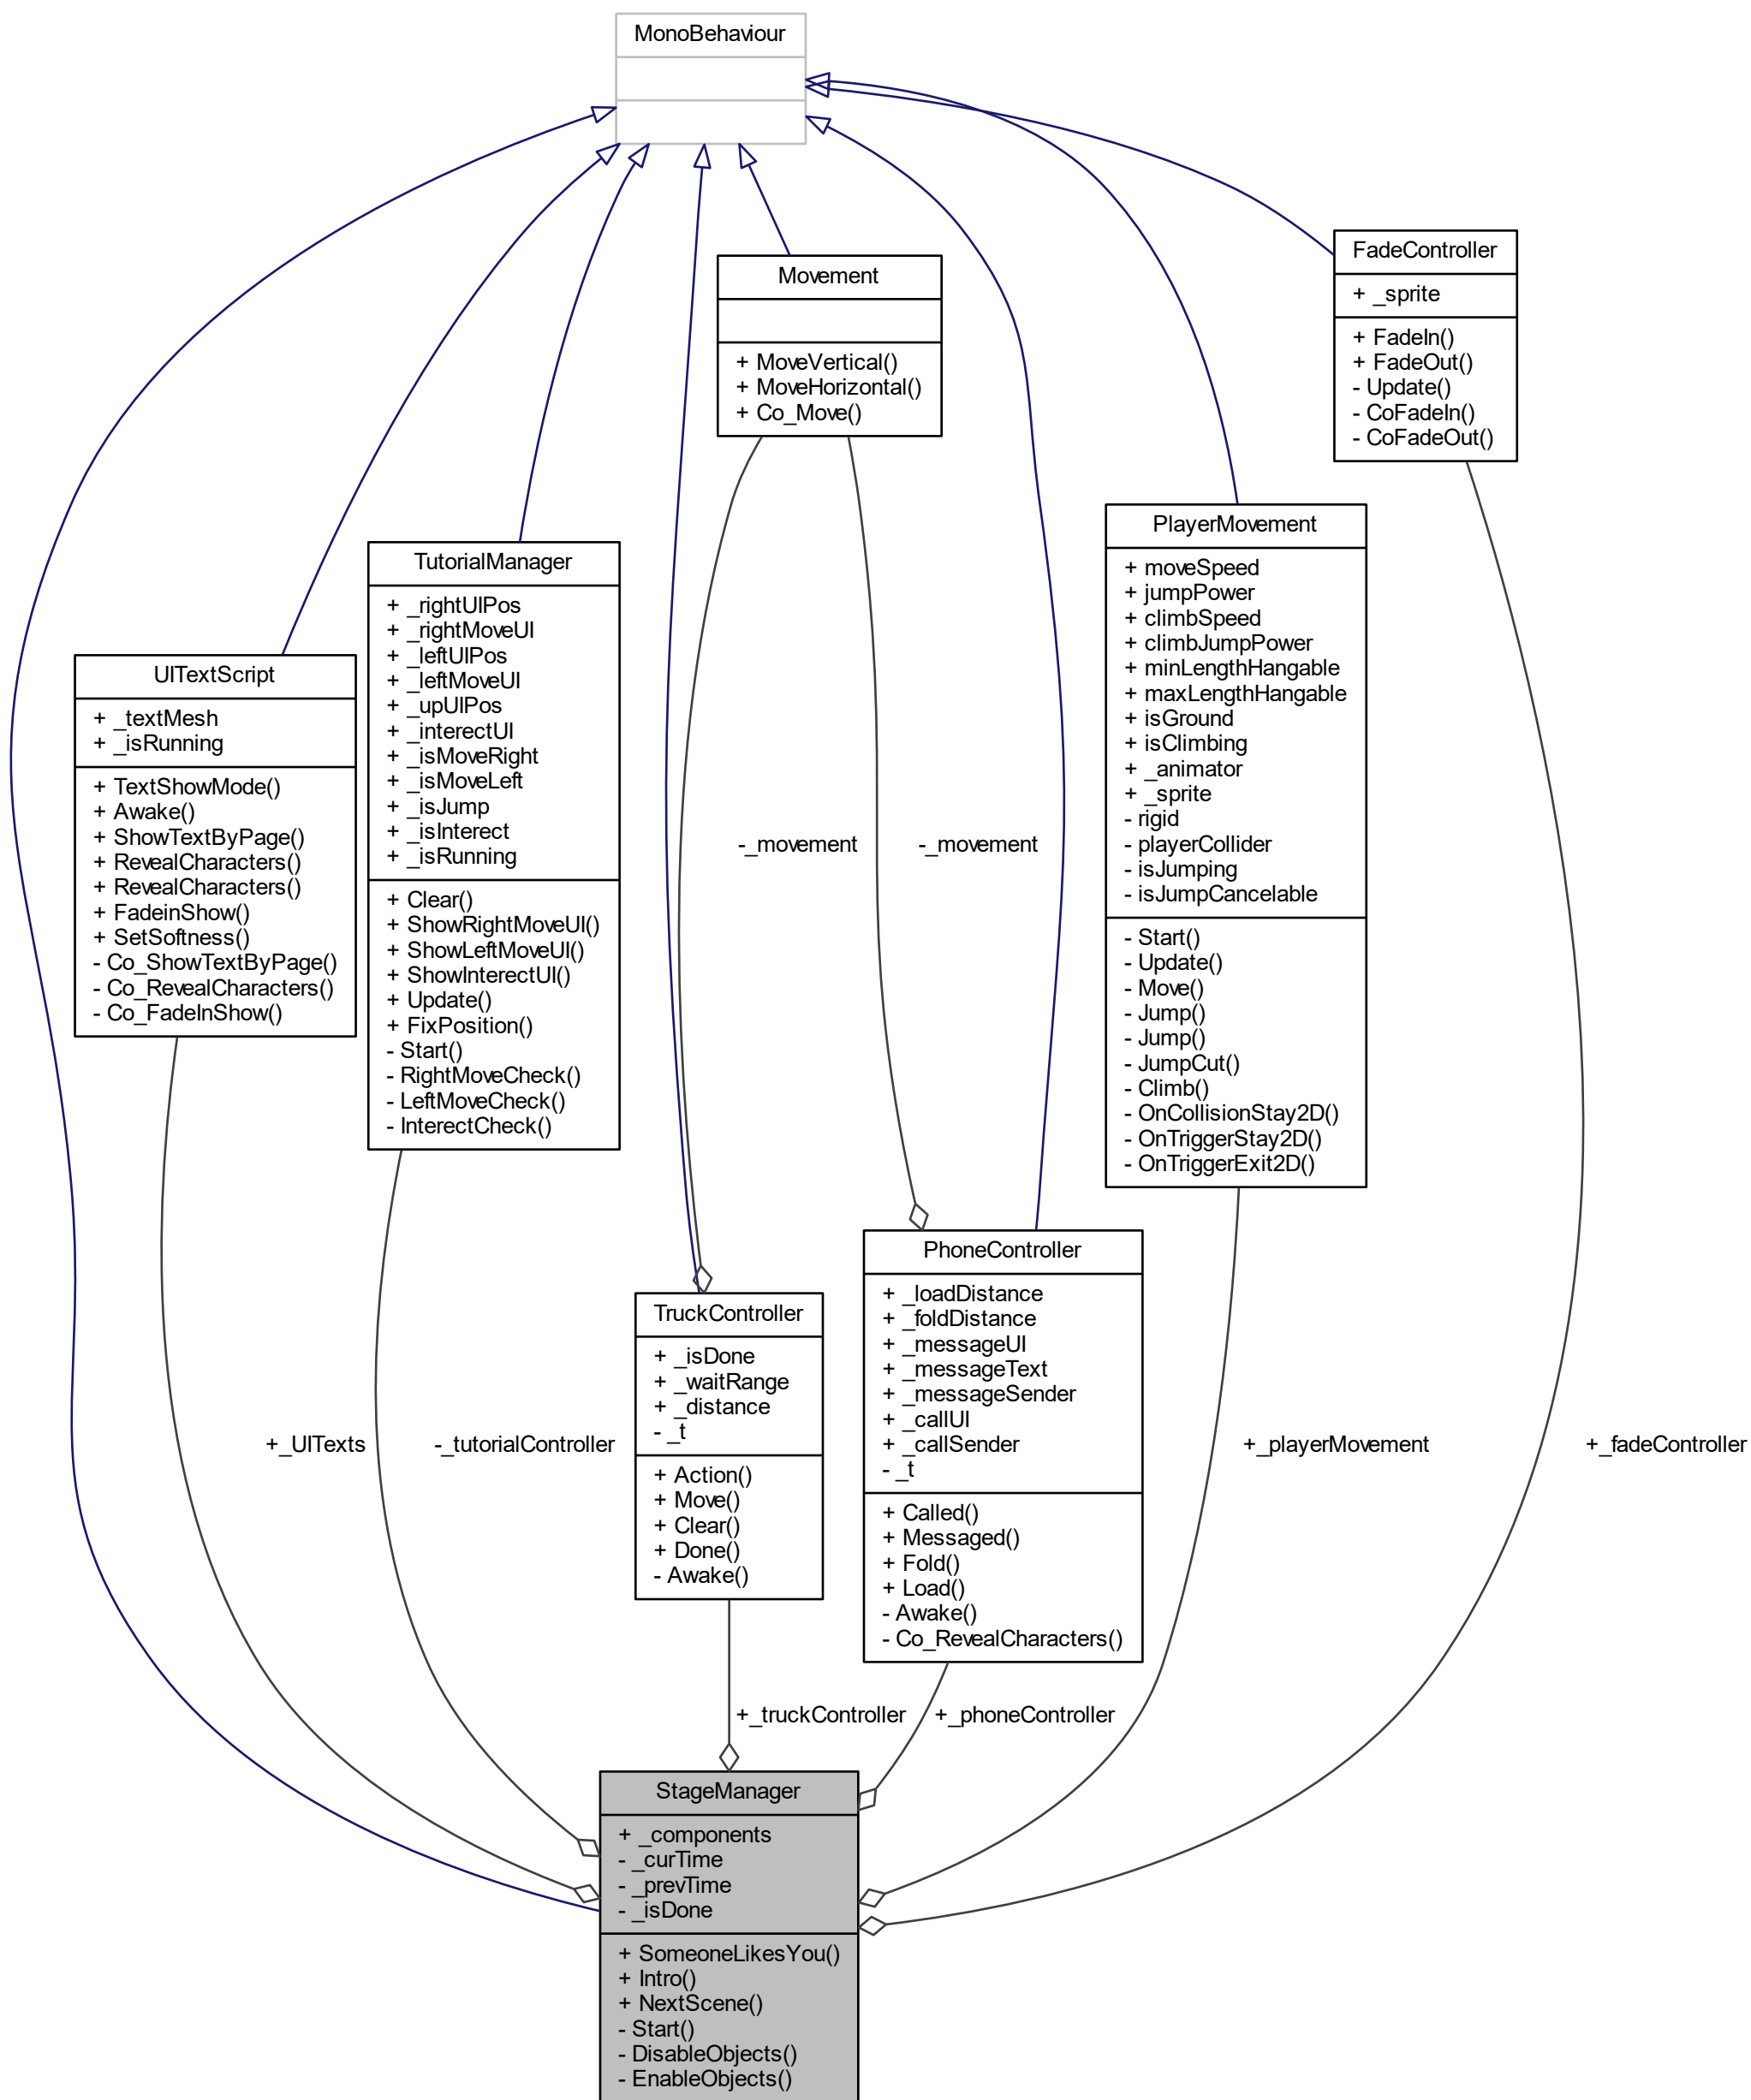 MonoBehaviour
Movement
+ MoveVertical()
+ MoveHorizontal()
+ Co_Move()
FadeController
+ _sprite
+ FadeIn()
+ FadeOut()
- Update()
- CoFadeIn()
- CoFadeOut()
PlayerMovement
+ moveSpeed
+ jumpPower
+ climbSpeed
+ climbJumpPower
+ minLengthHangable
+ maxLengthHangable
+ isGround
+ isClimbing
+ _animator
+ _sprite
- rigid
- playerCollider
- isJumping
- isJumpCancelable
- Start()
- Update()
- Move()
- Jump()
- Jump()
- JumpCut()
- Climb()
- OnCollisionStay2D()
- OnTriggerStay2D()
- OnTriggerExit2D()
TutorialManager
+ _rightUIPos
+ _rightMoveUI
+ _leftUIPos
+ _leftMoveUI
+ _upUIPos
+ _interectUI
+ _isMoveRight
+ _isMoveLeft
+ _isJump
+ _isInterect
+ _isRunning
+ Clear()
+ ShowRightMoveUI()
+ ShowLeftMoveUI()
+ ShowInterectUI()
+ Update()
+ FixPosition()
- Start()
- RightMoveCheck()
- LeftMoveCheck()
- InterectCheck()
UITextScript
+ _textMesh
+ _isRunning
+ TextShowMode()
+ Awake()
+ ShowTextByPage()
+ RevealCharacters()
+ RevealCharacters()
+ FadeinShow()
+ SetSoftness()
- Co_ShowTextByPage()
- Co_RevealCharacters()
- Co_FadeInShow()
-_movement
-_movement
PhoneController
+ _loadDistance
+ _foldDistance
+ _messageUI
+ _messageText
+ _messageSender
+ _callUI
+ _callSender
- _t
+ Called()
+ Messaged()
+ Fold()
+ Load()
- Awake()
- Co_RevealCharacters()
TruckController
+ _isDone
+ _waitRange
+ _distance
- _t
+ Action()
+ Move()
+ Clear()
+ Done()
- Awake()
+_UITexts
-_tutorialController
+_playerMovement
+_fadeController
+_truckController
+_phoneController
StageManager
+ _components
- _curTime
- _prevTime
- _isDone
+ SomeoneLikesYou()
+ Intro()
+ NextScene()
- Start()
- DisableObjects()
- EnableObjects()